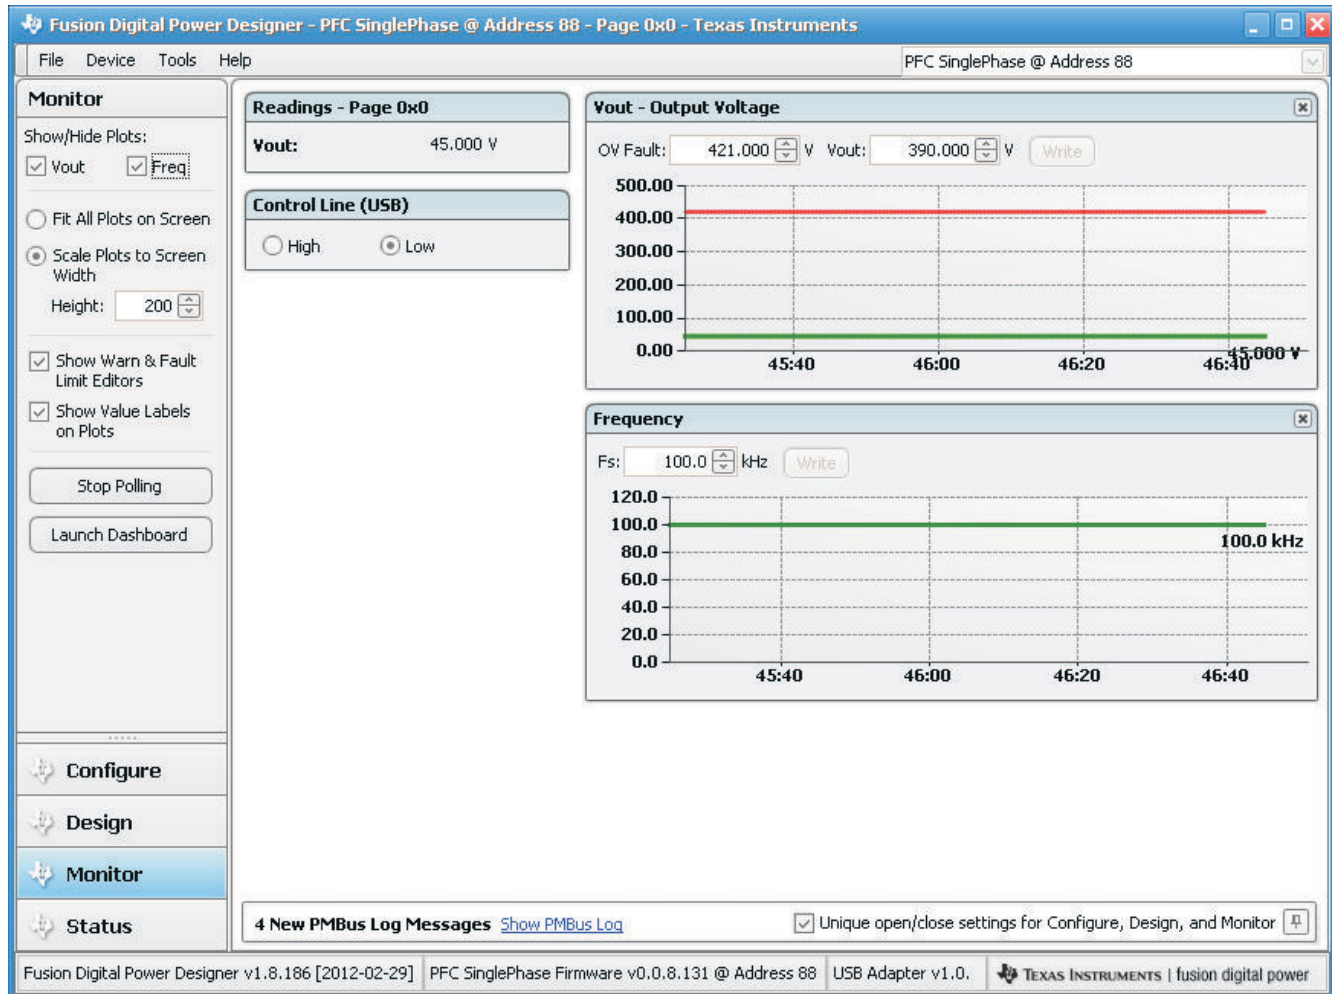 Fusion Digital Power Designer - PFC SinglePhase @ Address 88 - Page 0x0 - Texas Instruments
File Device Tools Help
PFC SinglePhase @ Address 88
Monitor
Show/Hide Plots:
Vout Freq
Fit All Plots on Screen
Scale Plots to Screen
Width
Height: 200
Show Warn & Fault
Limit Editors
Show Value Labels
on Plots
Stop Polling
Launch Dashboard
Configure
Design
Monitor
Status
Readings - Page 0x0
Vout: 45.000 V
Control Line (USB)
High Low
Vout - Output Voltage
OV Fault: 421.000 V Vout: 390.000 V Write
500.00
400.00
300.00
200.00
100.00
0.00
45:40 46:00 46:20 46:40
45.000 V
Frequency
Fs: 100.0 kHz Write
120.0
100.0
80.0
60.0
40.0
20.0
0.0
100.0 kHz
45:40 46:00 46:20 46:40
4 New PMBus Log Messages Show PMBus Log
Unique open/close settings for Configure, Design, and Monitor
Fusion Digital Power Designer v1.8.186 [2012-02-29] PFC SinglePhase Firmware v0.0.8.131 @ Address 88 USB Adapter v1.0. TEXAS INSTRUMENTS | fusion digital power